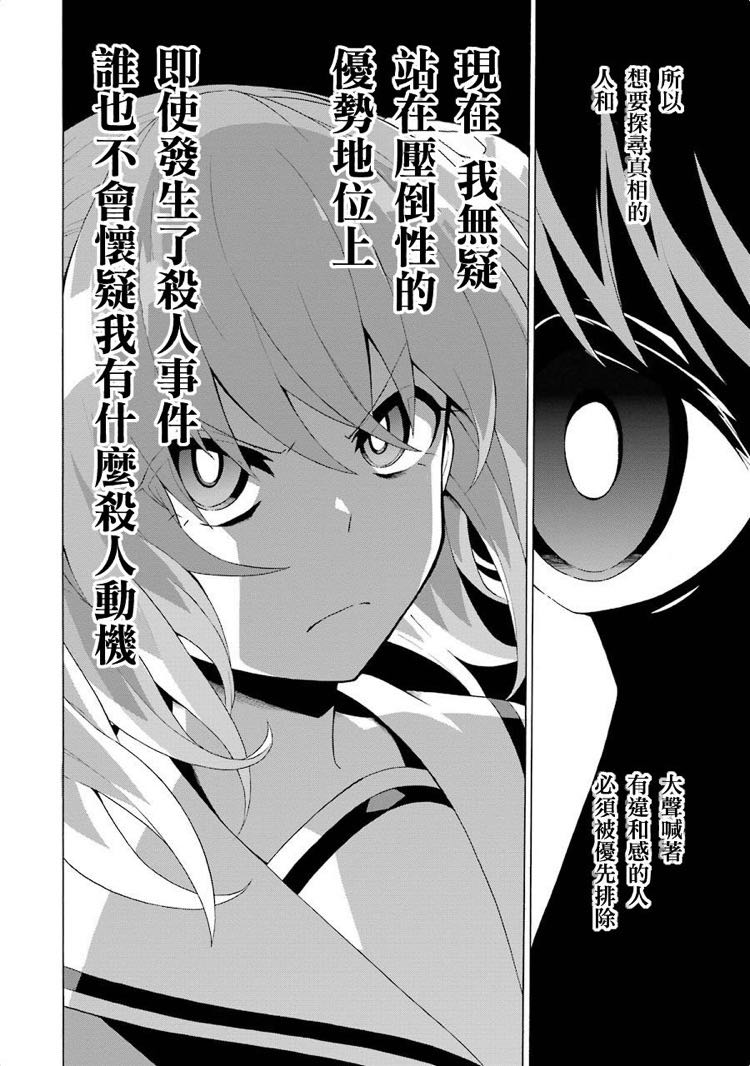 所以
想要探尋真相的
人和
大聲喊著
有違和感的人
必須被優先排除
現在 我無疑
站在壓倒性的
優勢地位上
即使發生了殺人事件
誰也不會懷疑我有什麼殺人動機